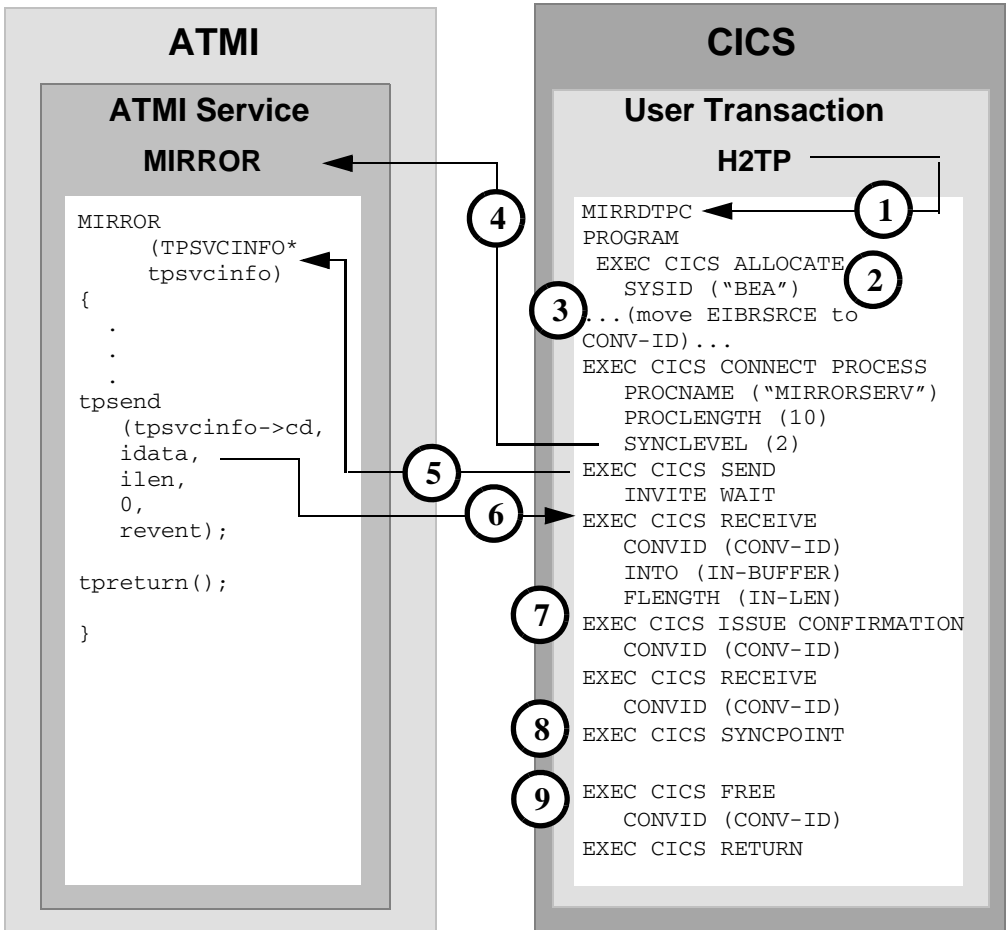 ATMI
ATMI Service
MIRROR
MIRROR
(TPSVCINFO*
tpsvcinfo)
{
.
.
.
tpsend
(tpsvcinfo->cd,
idata,
ilen,
0,
revent);
tpreturn();
}
4
5
6
CICS
User Transaction
H2TP
1
MIRRDTPC
PROGRAM
EXEC CICS ALLOCATE
2
SYSID (“BEA”)
3
...(move EIBRSRCE to
CONV-ID)...
EXEC CICS CONNECT PROCESS
PROCNAME (“MIRRORSERV”)
PROCLENGTH (10)
SYNCLEVEL (2)
EXEC CICS SEND
INVITE WAIT
EXEC CICS RECEIVE
CONVID (CONV-ID)
INTO (IN-BUFFER)
FLENGTH (IN-LEN)
7
EXEC CICS ISSUE CONFIRMATION
CONVID (CONV-ID)
EXEC CICS RECEIVE
CONVID (CONV-ID)
8
EXEC CICS SYNCPOINT
9
EXEC CICS FREE
CONVID (CONV-ID)
EXEC CICS RETURN